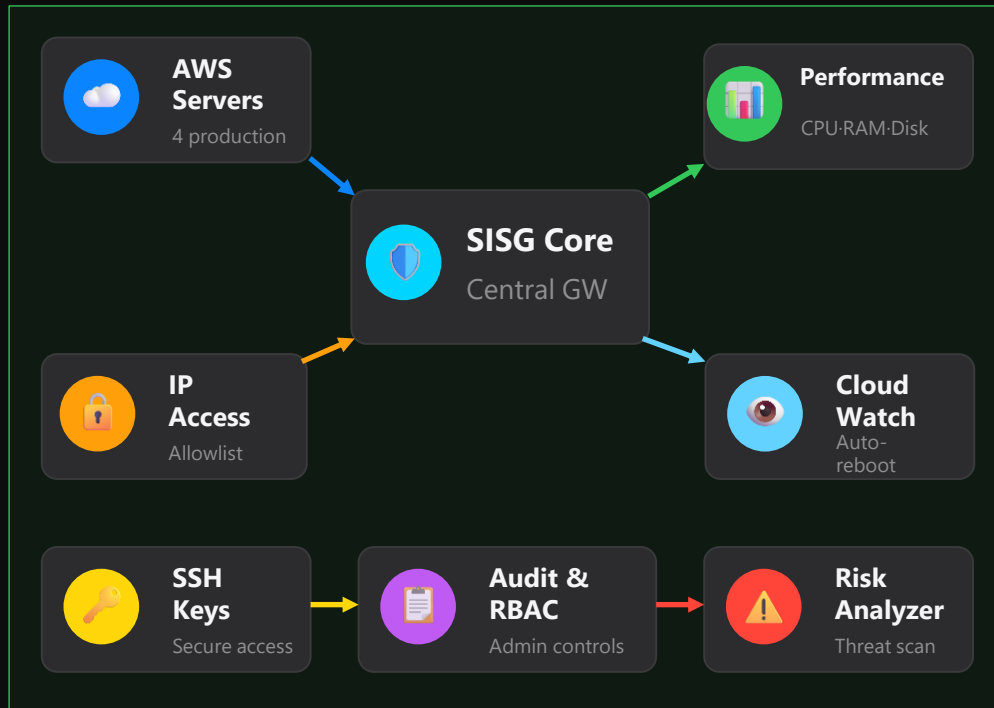 AWS
Servers
4 production
Performance
CPU·RAM·Disk
SISG Core
Central GW
IP
Access
Allowlist
Cloud
Watch
Auto-
reboot
SSH
Keys
Secure access
Audit &
RBAC
Admin controls
Risk
Analyzer
Threat scan